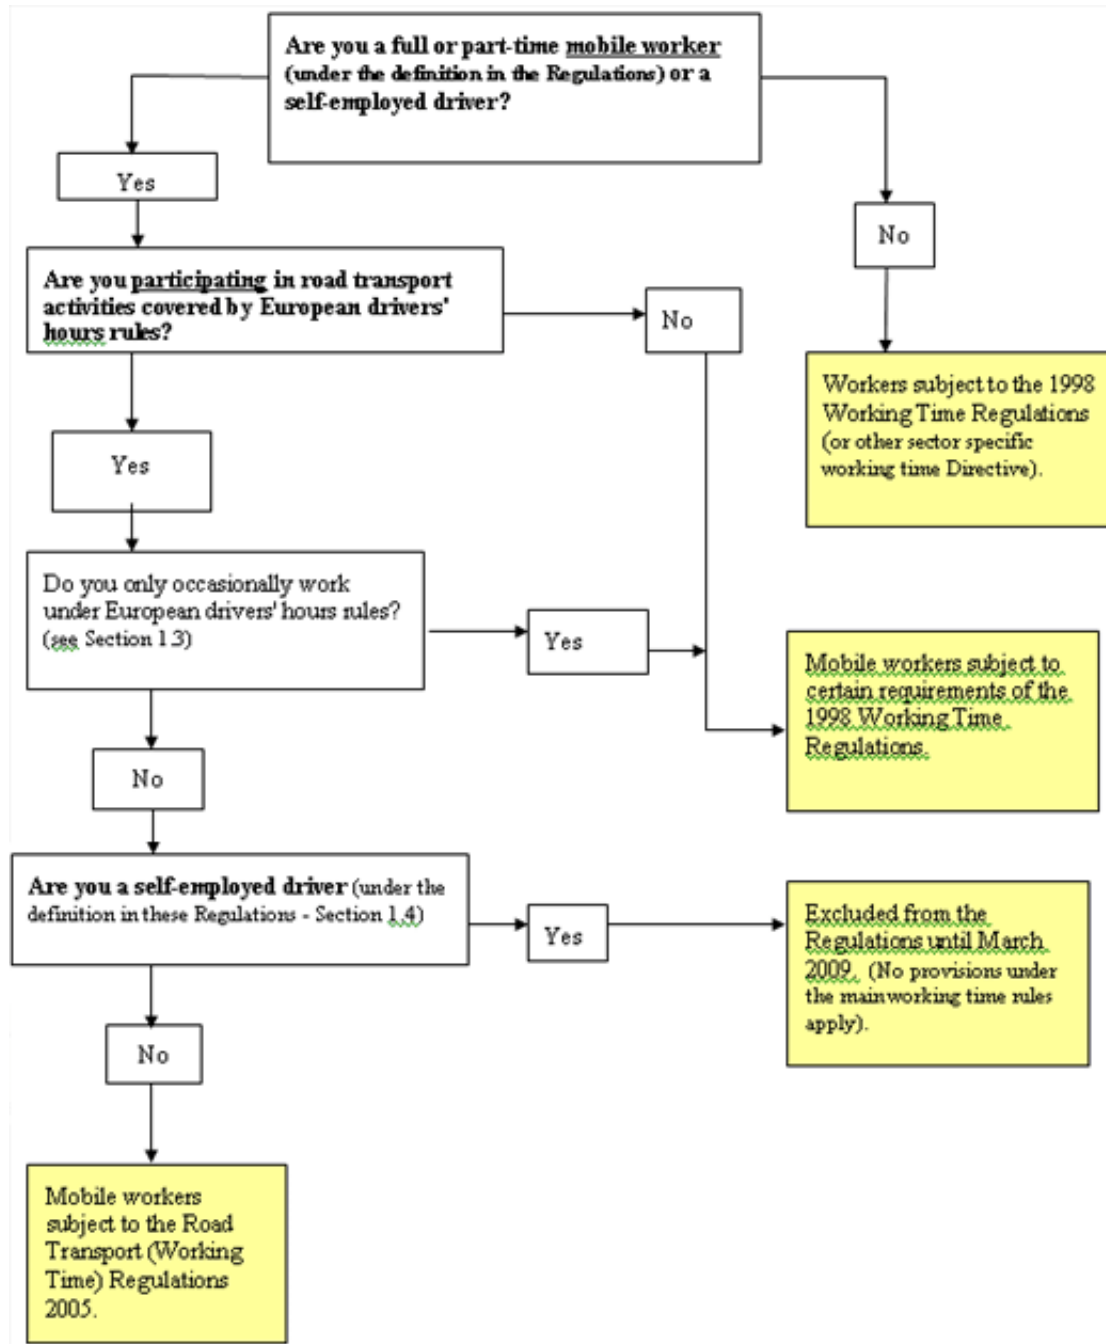 Are you a full or part-time mobile worker
(under the definition in the Regulations) or a
self-employed driver?
Yes
No
Are you participating in road transport
activities covered by European drivers'
hours rules?
No
Workers subject to the 1998
Working Time Regulations
(or other sector specific
working time Directive).
Yes
Do you only occasionally work
under European drivers' hours rules?
(see Section 1.3)
Yes
Mobile workers subject to
certain requirements of the
1998 Working Time
Regulations.
No
Are you a self-employed driver (under the
definition in these Regulations - Section 1.4)
Yes
Excluded from the
Regulations until March
2009. (No provisions under
the main working time rules
apply).
No
Mobile workers
subject to the Road
Transport (Working
Time) Regulations
2005.